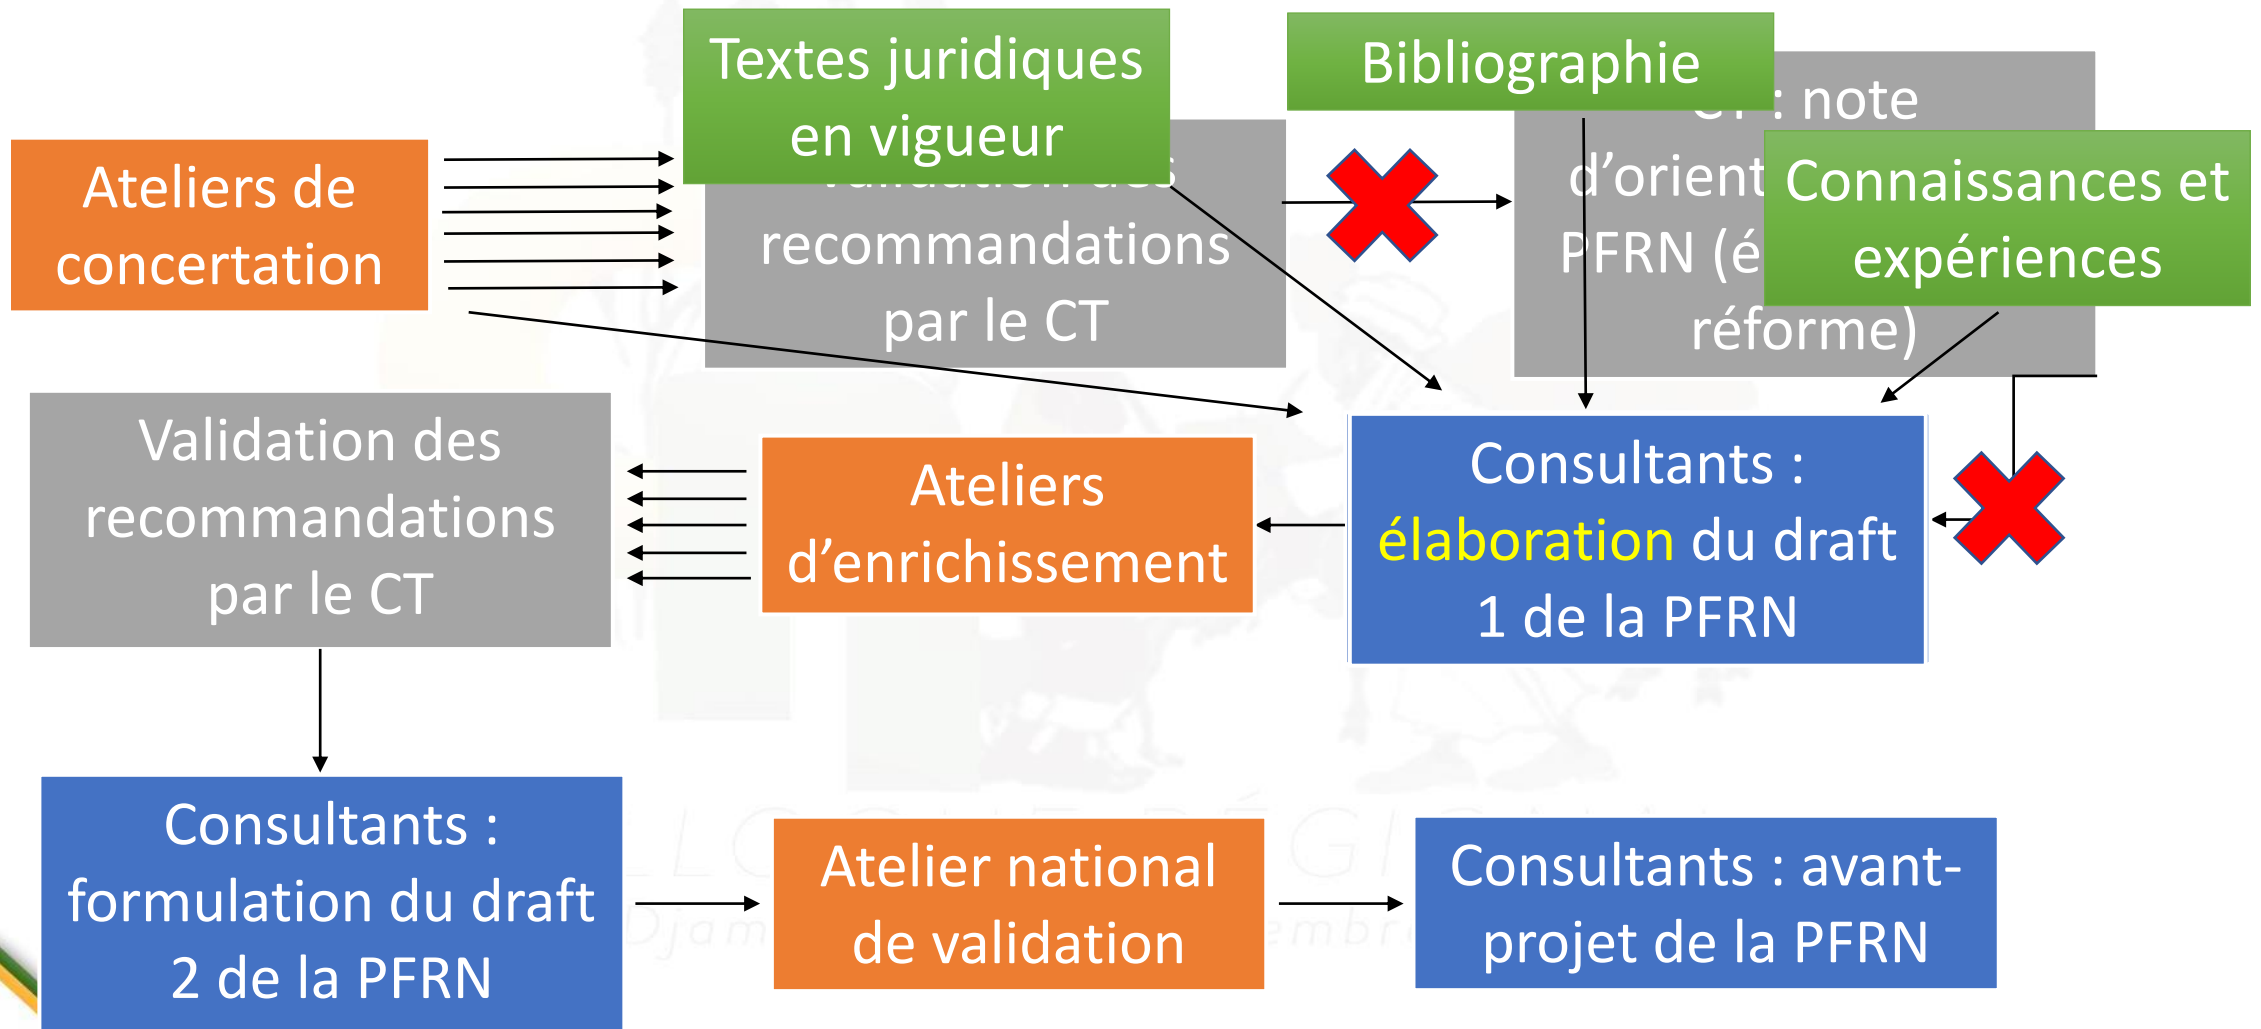 Textes juridiques
en vigueur
Bibliographie
: note
d'orient
PFRN (é
réforme)
Connaissances et
expériences
Ateliers de
concertation
recommandations
par le CT
Validation des
recommandations
par le CT
Ateliers
d'enrichissement
Consultants :
élaboration du draft
1 de la PFRN
Consultants :
formulation du draft
2 de la PFRN
Atelier national
de validation
Consultants : avant-
projet de la PFRN